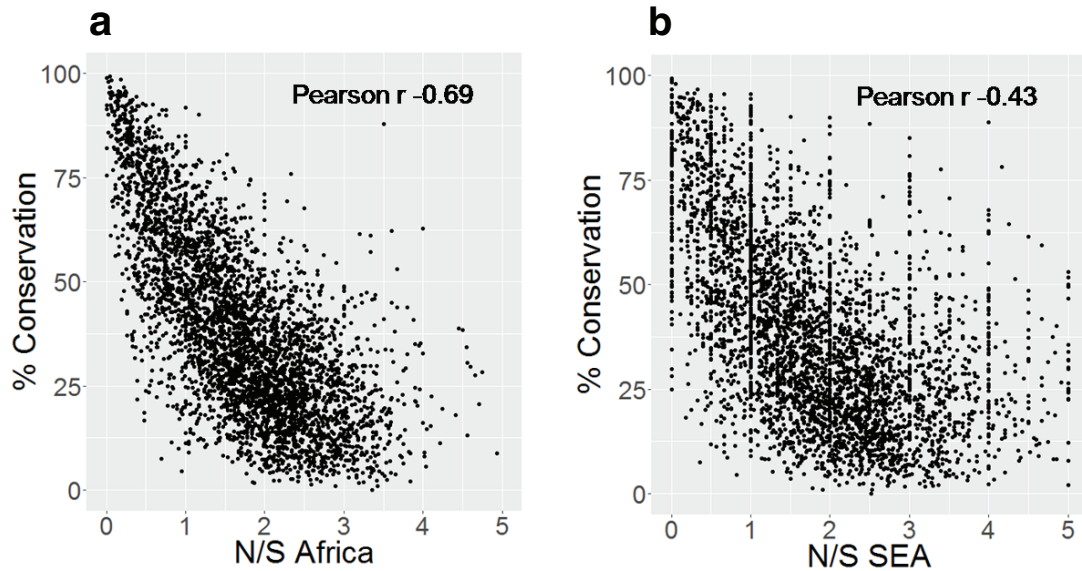 a
Pearson r -0.69
% Conservation
100
75
50
25
0
0 1 2 3 4 5
N/S Africa
b
Pearson r -0.43
% Conservation
100
75
50
25
0
0 1 2 3 4 5
N/S SEA